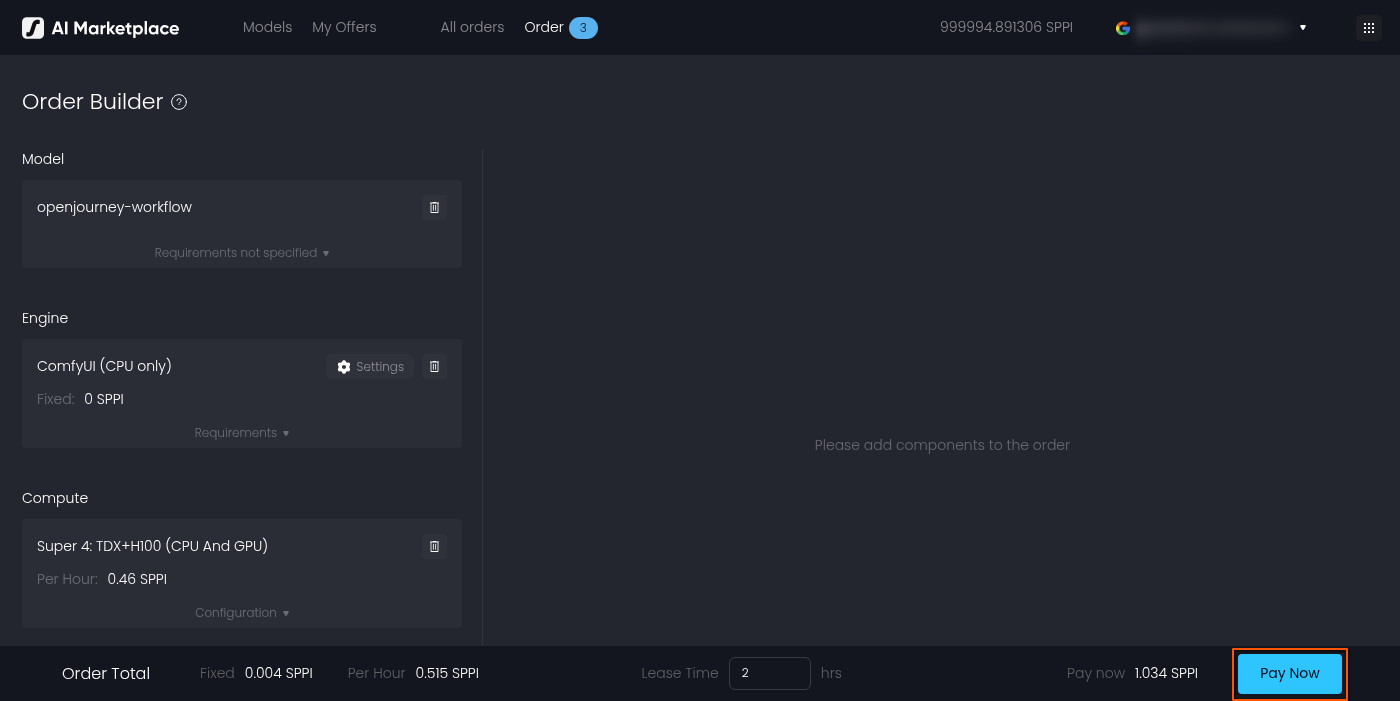 AI Marketplace
Models My Offers All orders Order 3
999994.891306 SPPI
Order Builder ?
Model
openjourney-workflow
Requirements not specified ▼
Engine
ComfyUI (CPU only) Settings
Fixed: 0 SPPI
Requirements ▼
Please add components to the order
Compute
Super 4: TDX+H100 (CPU And GPU)
Per Hour: 0.46 SPPI
Configuration ▼
Order Total Fixed 0.004 SPPI Per Hour 0.515 SPPI Lease Time 2 hrs Pay now 1.034 SPPI Pay Now